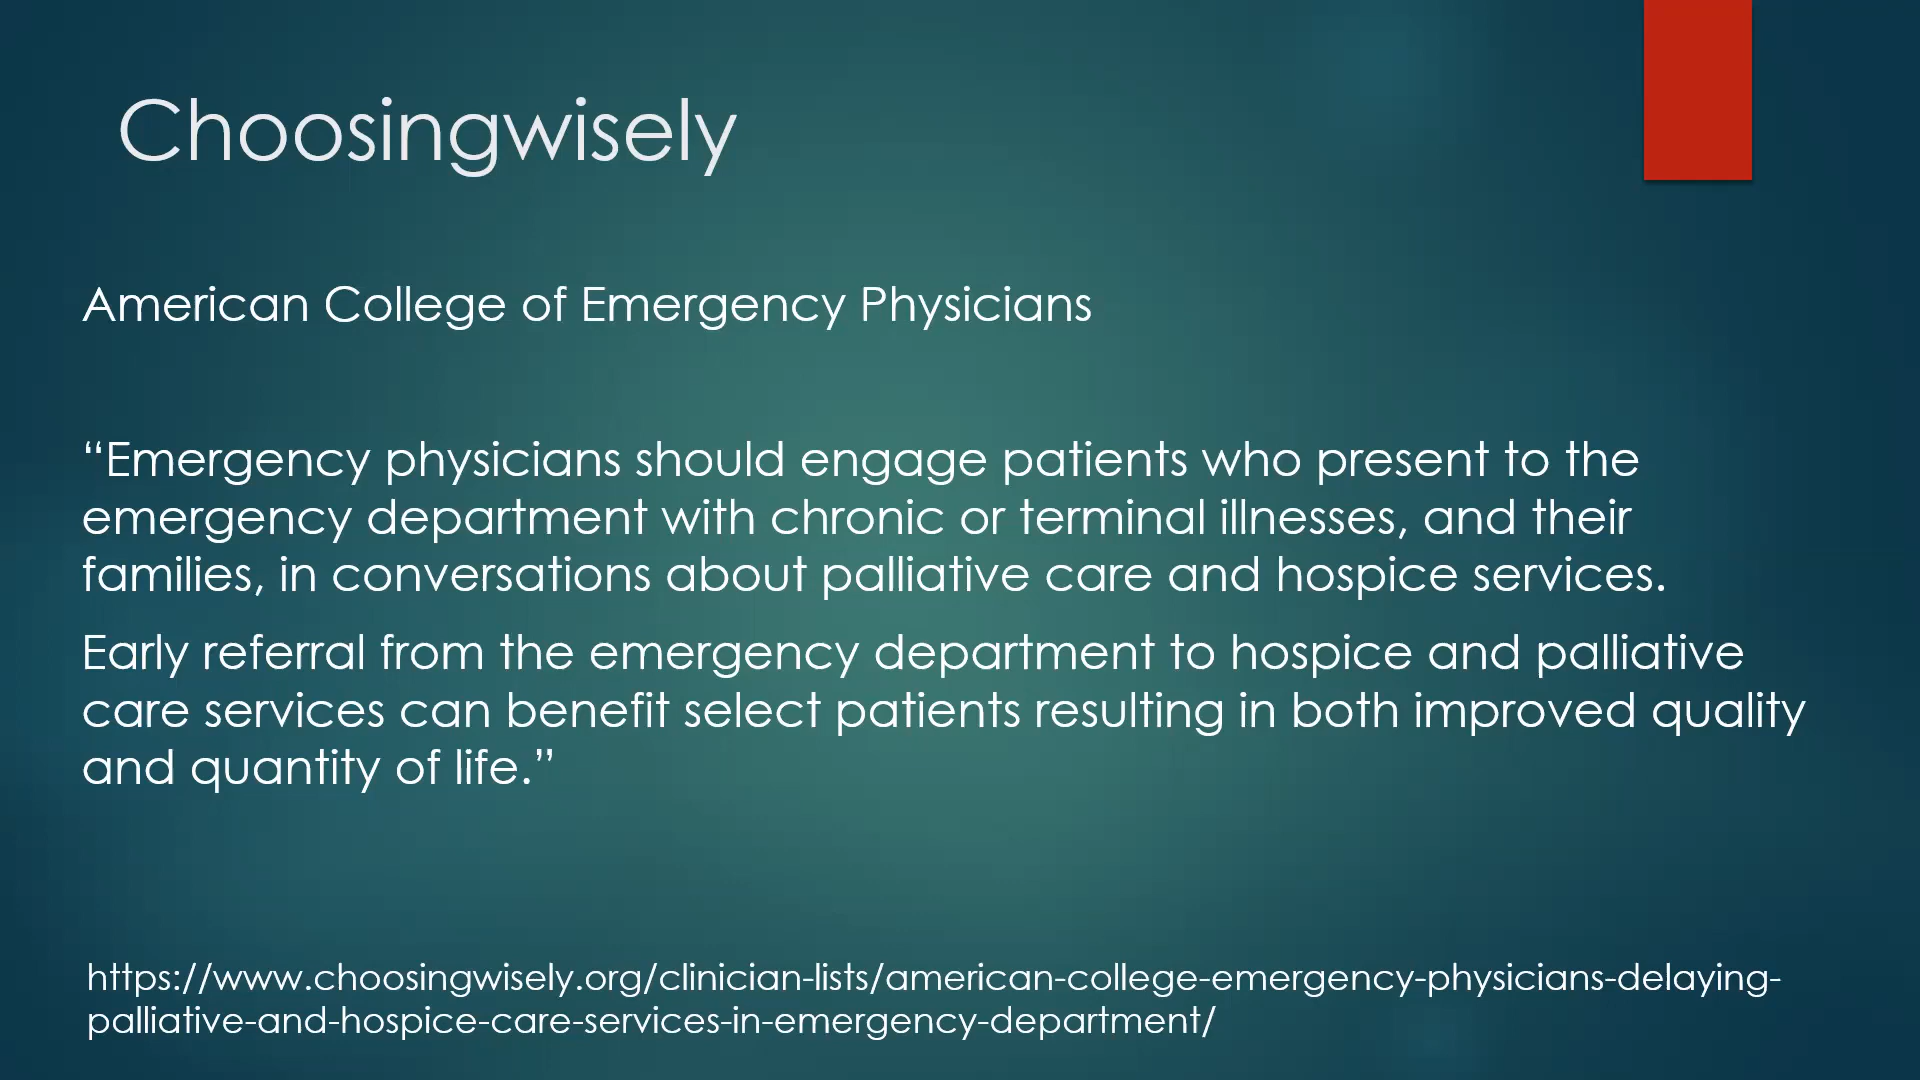 Choosingwisely
American College of Emergency Physicians
“Emergency physicians should engage patients who present to the
emergency department with chronic or terminal illnesses, and their
families, in conversations about palliative care and hospice services.
Early referral from the emergency department to hospice and palliative
care services can benefit select patients resulting in both improved quality
and quantity of life.”
https://www.choosingwisely.org/clinician-lists/american-college-emergency-physicians-delaying-
palliative-and-hospice-care-services-in-emergency-department/